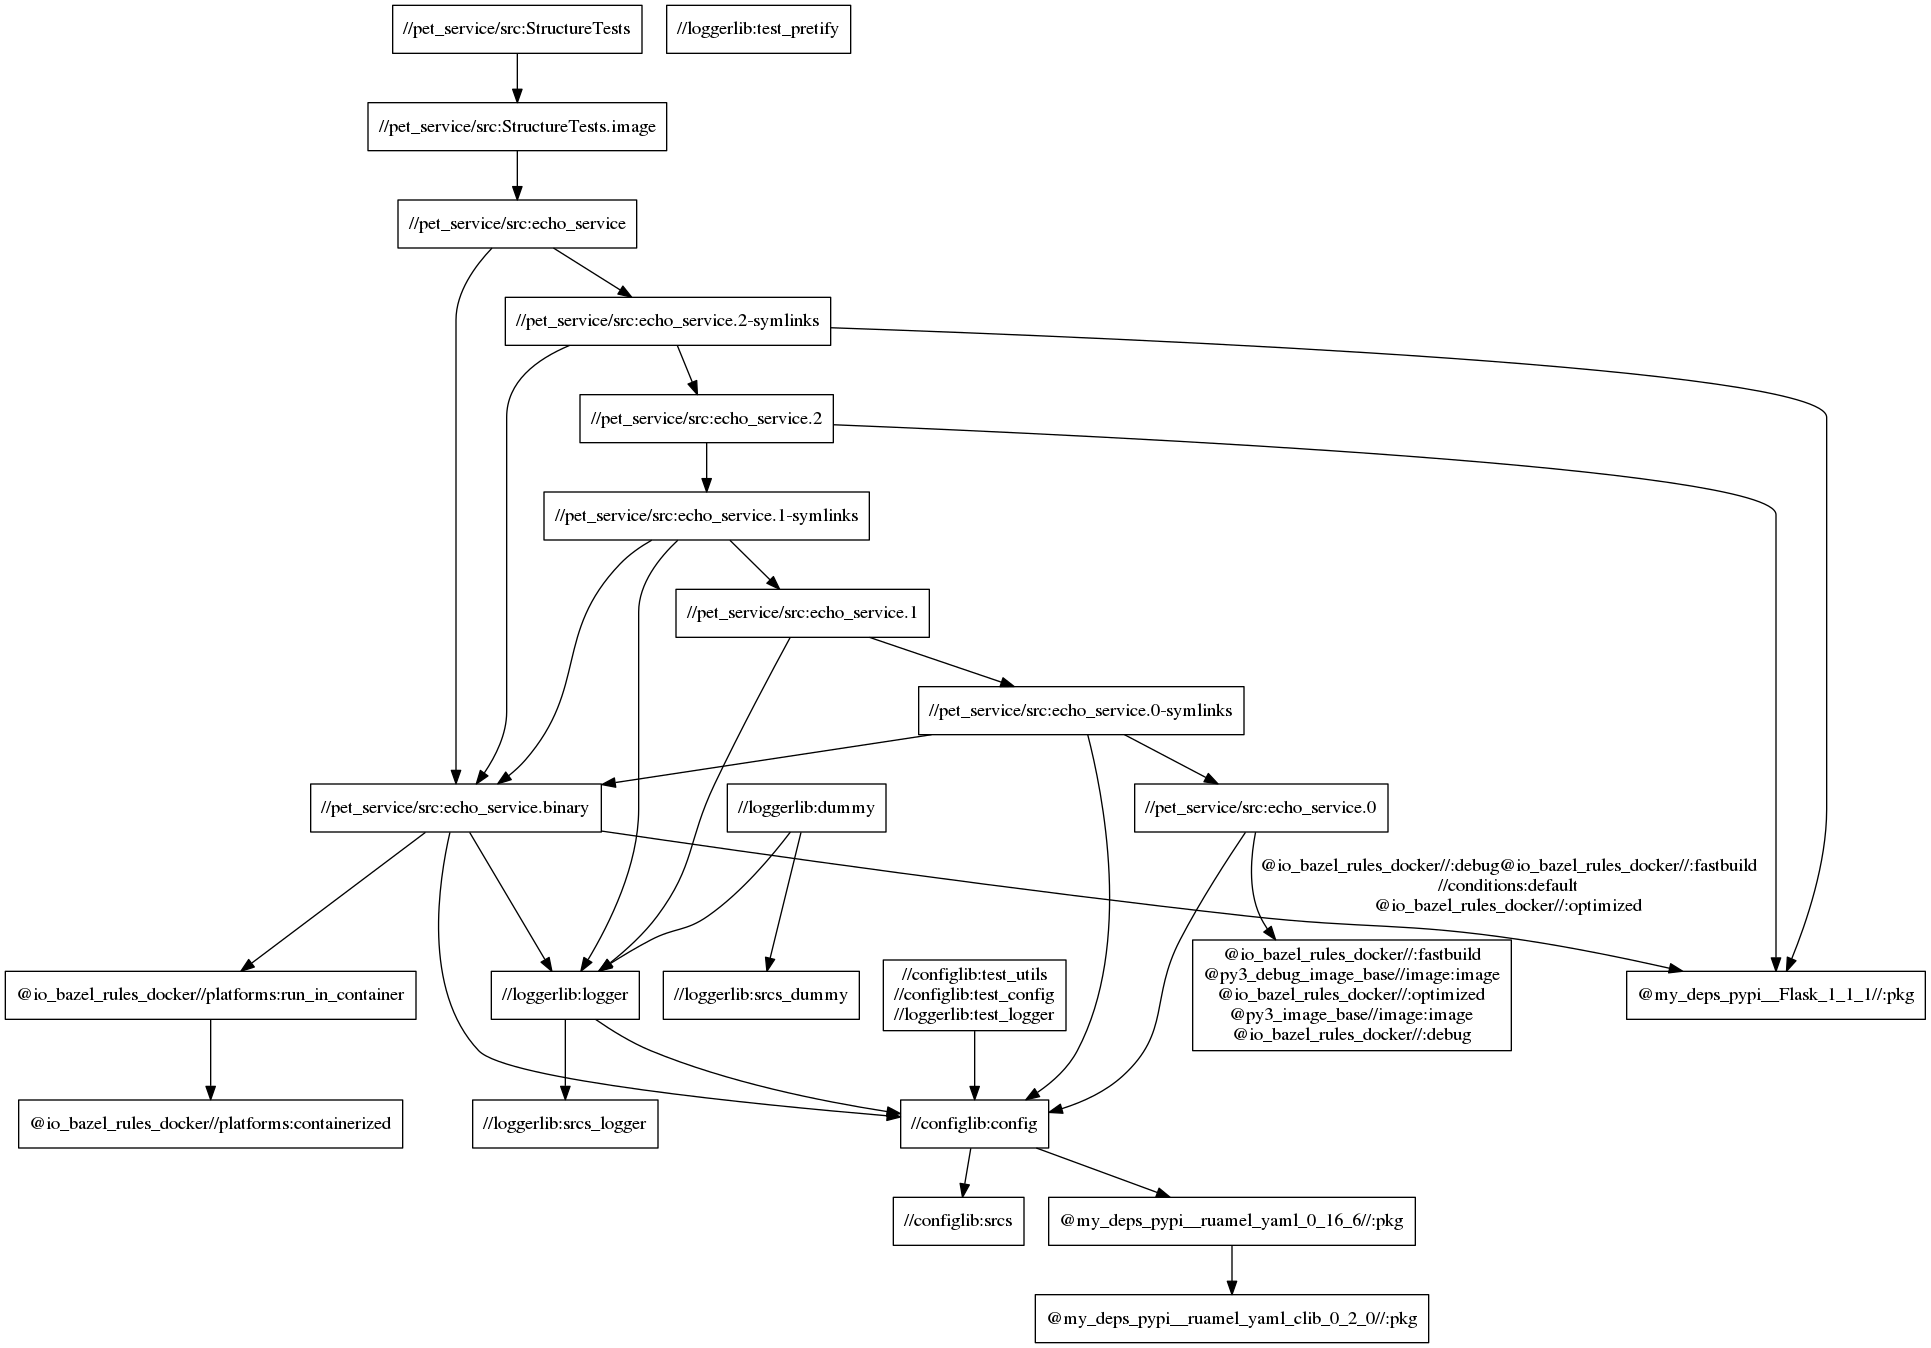 //pet_service/src:StructureTests
//loggerlib:test_pretify
//pet_service/src:StructureTests.image
//pet_service/src:echo_service
//pet_service/src:echo_service.2-symlinks
//pet_service/src:echo_service.2
//pet_service/src:echo_service.1-symlinks
//pet_service/src:echo_service.1
//pet_service/src:echo_service.0-symlinks
//pet_service/src:echo_service.binary
//loggerlib:dummy
//pet_service/src:echo_service.0
@io_bazel_rules_docker//:debug@io_bazel_rules_docker//:fastbuild
//conditions:default
@io_bazel_rules_docker//:optimized
@io_bazel_rules_docker//platforms:run_in_container
//loggerlib:logger
//loggerlib:srcs_dummy
//configlib:test_utils
//configlib:test_config
//loggerlib:test_logger
@io_bazel_rules_docker//:fastbuild
@py3_debug_image_base//image:image
@io_bazel_rules_docker//:optimized
@py3_image_base//image:image
@io_bazel_rules_docker//:debug
@my_deps_pypi__Flask_1_1_1//:pkg
@io_bazel_rules_docker//platforms:containerized
//loggerlib:srcs_logger
//configlib:config
//configlib:srcs
@my_deps_pypi__ruamel_yaml_0_16_6//:pkg
@my_deps_pypi__ruamel_yaml_clib_0_2_0//:pkg